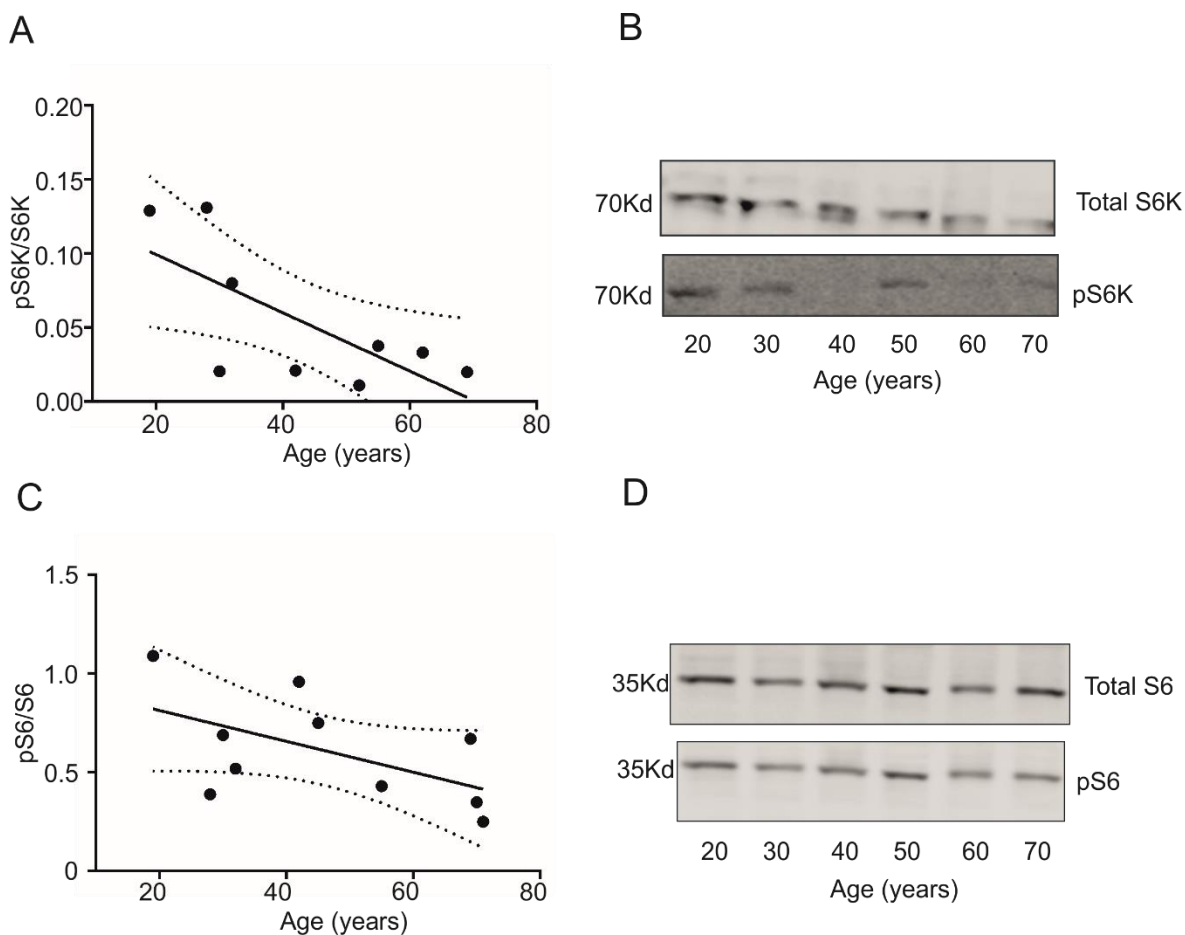 A
pS6K/S6K
0.20
0.15
0.10
0.05
0.00
20 40 60 80
Age (years)
B
70Kd Total S6K
70Kd pS6K
20 30 40 50 60 70
Age (years)
C
pS6/S6
1.5
1.0
0.5
0
20 40 60 80
Age (years)
D
35Kd Total S6
35Kd pS6
20 30 40 50 60 70
Age (years)